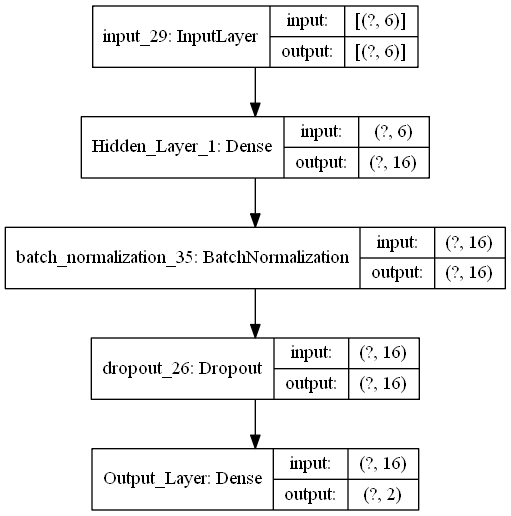 input_29: InputLayer
input:
[(?, 6)]
output:
[(?, 6)]
Hidden_Layer_1: Dense
input:
(?, 6)
output:
(?, 16)
batch_normalization_35: BatchNormalization
input:
(?, 16)
output:
(?, 16)
dropout_26: Dropout
input:
(?, 16)
output:
(?, 16)
Output_Layer: Dense
input:
(?, 16)
output:
(?, 2)